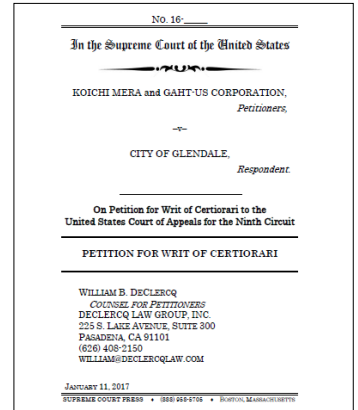 No. 16-_____
In the Supreme Court of the United States
KOICHI MERA and GAHT-US CORPORATION,
Petitioners,
–v–
CITY OF GLENDALE,
Respondent.
On Petition for Writ of Certiorari to the
United States Court of Appeals for the Ninth Circuit
PETITION FOR WRIT OF CERTIORARI
WILLIAM B. DECLERCQ
COUNSEL FOR PETITIONERS
DECLERCQ LAW GROUP, INC.
225 S. LAKE AVENUE, SUITE 300
PASADENA, CA 91101
(626) 408-2150
WILLIAM@DECLERCQLAW.COM
JANUARY 11, 2017
SUPREME COURT PRESS ♦ (888) 958-5705 ♦ BOSTON, MASSACHUSETTS